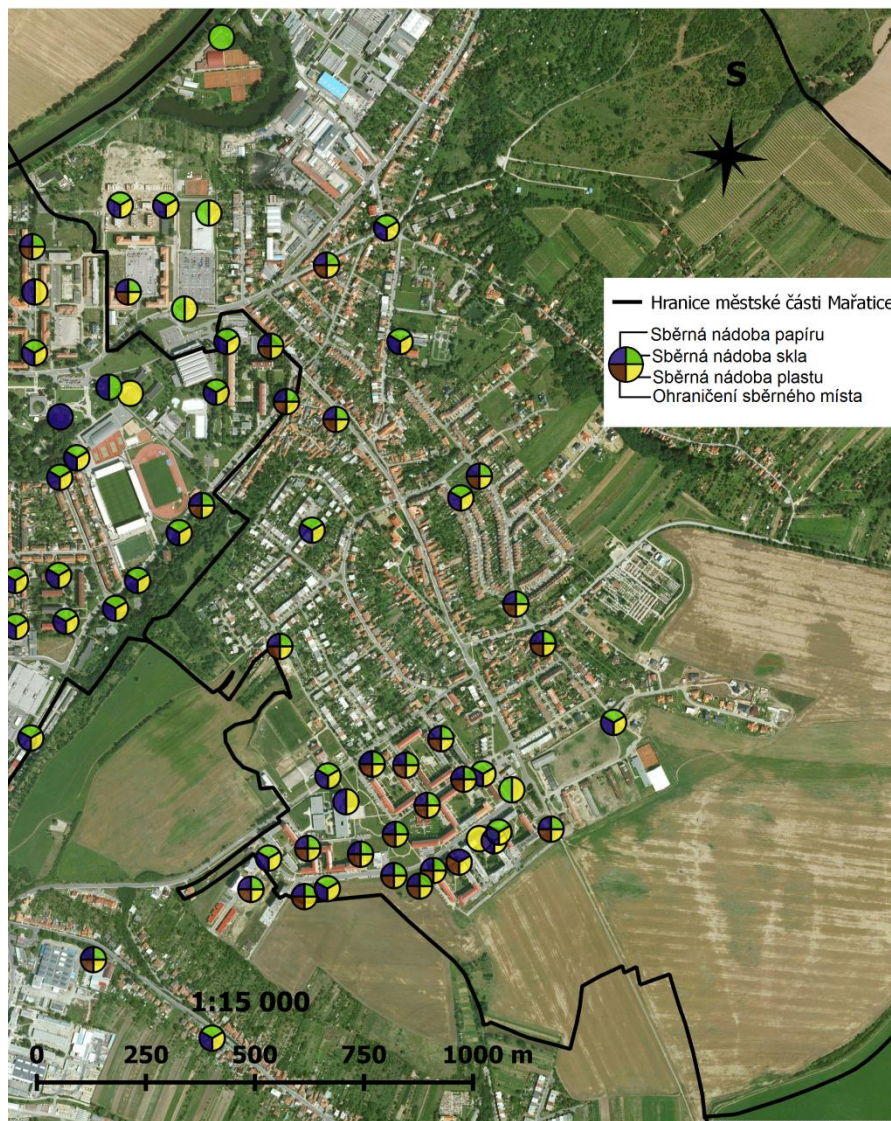 S
Hranice městské části Mařatice
Sběrná nádoba papíru
Sběrná nádoba skla
Sběrná nádoba plastu
Ohraničení sběrného místa
1:15 000
0 250 500 750 1000 m